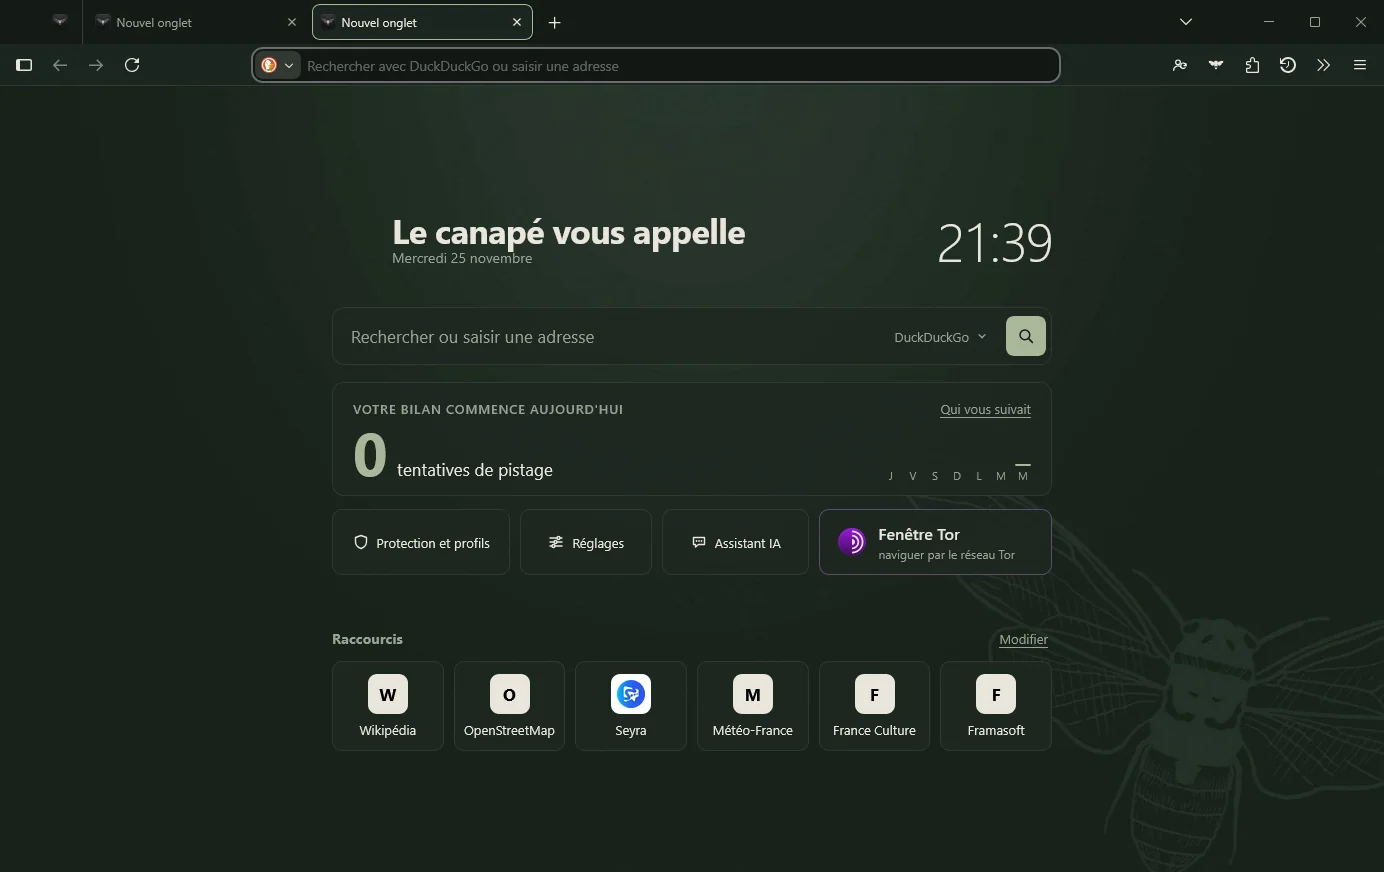 Nouvel onglet
Nouvel onglet
Rechercher avec DuckDuckGo ou saisir une adresse
Le canapé vous appelle
Mercredi 25 novembre
21:39
Rechercher ou saisir une adresse
DuckDuckGo
VOTRE BILAN COMMENCE AUJOURD'HUI
Qui vous suivait
0 tentatives de pistage
J V S D L M M
Protection et profils
Réglages
Assistant IA
Fenêtre Tor
naviguer par le réseau Tor
Raccourcis
Modifier
W
Wikipédia
O
OpenStreetMap
Seyra
M
Météo-France
F
France Culture
F
Framasoft